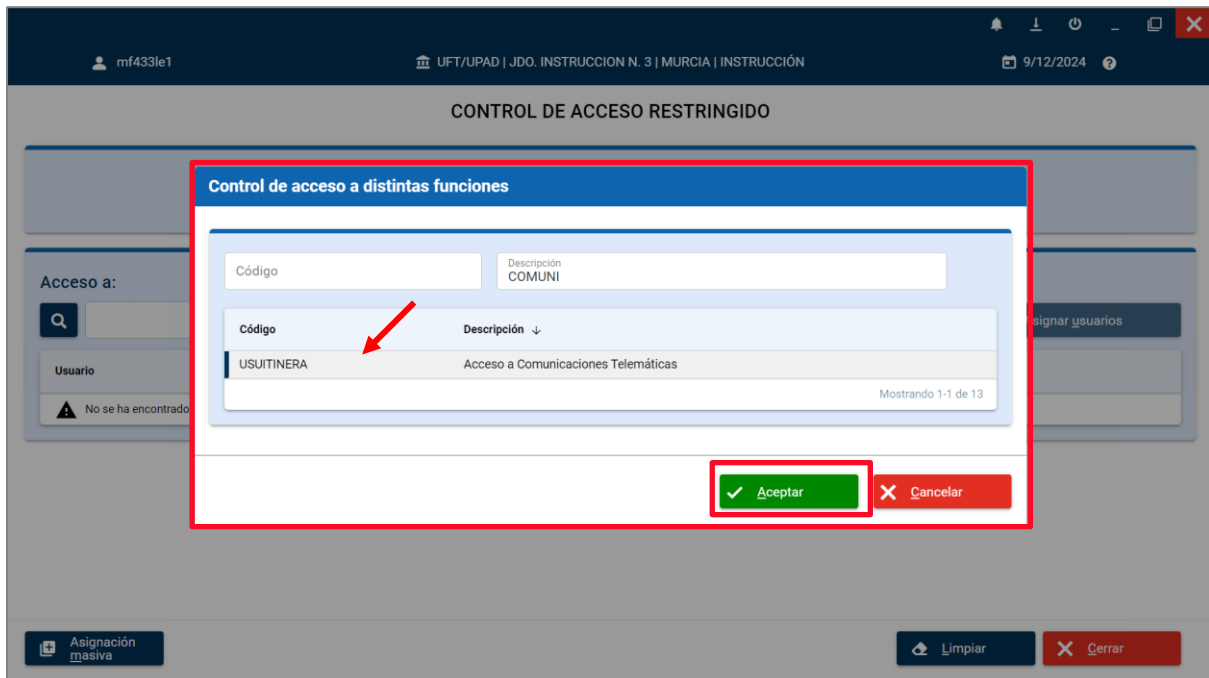 mf433le1
UFT/UPAD | JDO. INSTRUCCION N. 3 | MURCIA | INSTRUCCIÓN
9/12/2024
CONTROL DE ACCESO RESTRINGIDO
Control de acceso a distintas funciones
Código
Descripción
COMUNI
Acceso a:
signar usuarios
Código
Descripción
USUITINERA
Acceso a Comunicaciones Telemáticas
Usuario
Mostrando 1-1 de 13
No se ha encontrado
Aceptar
Cancelar
Asignación
masiva
Limpiar
Cerrar